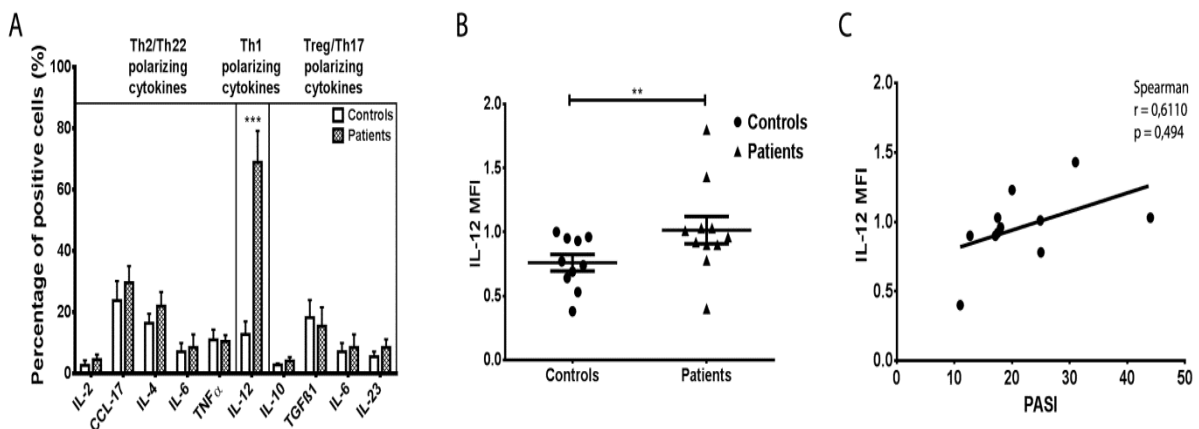 A
Th2/Th22
polarizing
cytokines
Th1
polarizing
cytokines
Treg/Th17
polarizing
cytokines
Percentage of positive cells (%)
100
80
60
40
20
0
***
Controls
Patients
IL-2
CCL-17
IL-4
IL-6
TNFα
IL-12
IL-10
TGFß1
IL-6
IL-23
B
IL-12 MFI
2.0
1.5
1.0
0.5
0.0
**
Controls
Patients
Controls
Patients
C
IL-12 MFI
2.0
1.5
1.0
0.5
0.0
Spearman
r = 0,6110
p = 0,494
0
10
20
30
40
50
PASI